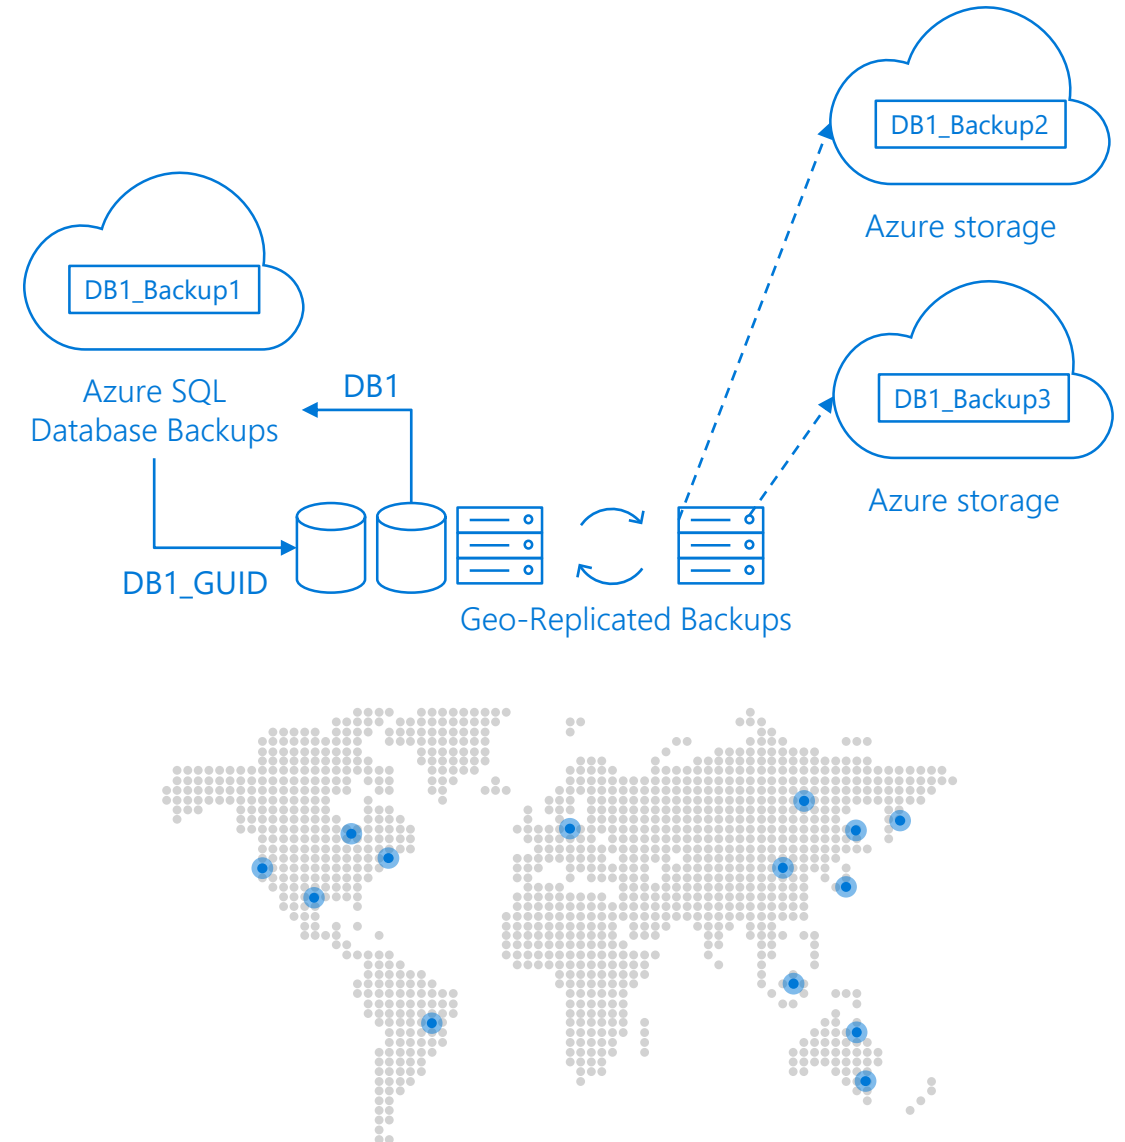 DB1_Backup2
Azure storage
DB1_Backup1
Azure SQL
Database Backups
DB1
DB1_Backup3
Azure storage
DB1_GUID
Geo-Replicated Backups